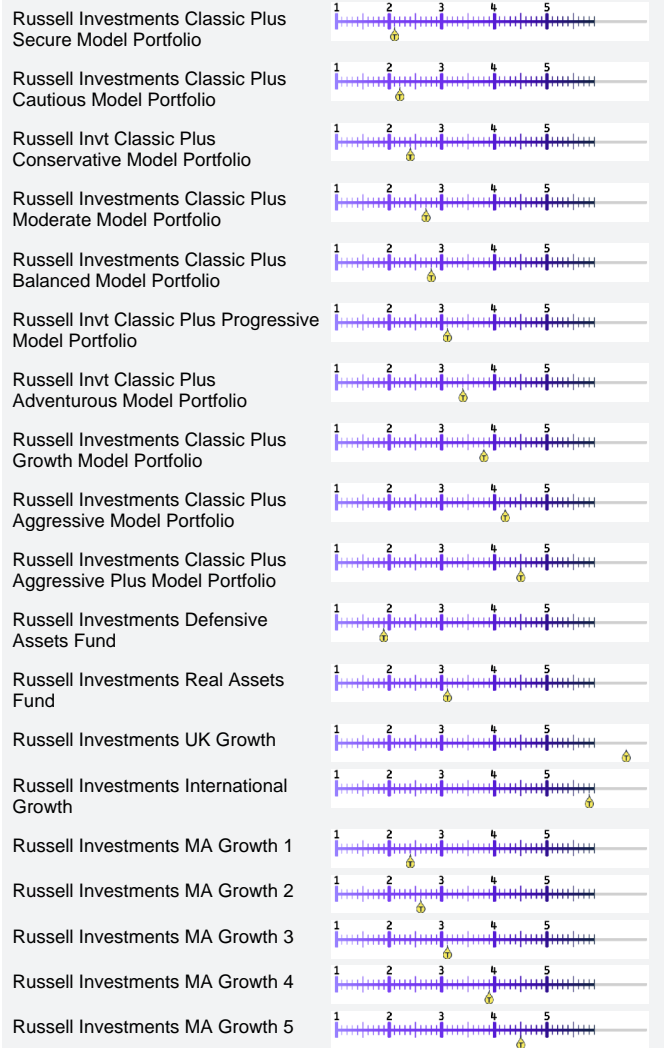 Russell Investments Classic Plus
Secure Model Portfolio
1 2 3 4 5
T
Russell Investments Classic Plus
Cautious Model Portfolio
1 2 3 4 5
T
Russell Invt Classic Plus
Conservative Model Portfolio
1 2 3 4 5
T
Russell Investments Classic Plus
Moderate Model Portfolio
1 2 3 4 5
T
Russell Investments Classic Plus
Balanced Model Portfolio
1 2 3 4 5
T
Russell Invt Classic Plus Progressive
Model Portfolio
1 2 3 4 5
T
Russell Invt Classic Plus
Adventurous Model Portfolio
1 2 3 4 5
T
Russell Investments Classic Plus
Growth Model Portfolio
1 2 3 4 5
T
Russell Investments Classic Plus
Aggressive Model Portfolio
1 2 3 4 5
T
Russell Investments Classic Plus
Aggressive Plus Model Portfolio
1 2 3 4 5
T
Russell Investments Defensive
Assets Fund
1 2 3 4 5
T
Russell Investments Real Assets
Fund
1 2 3 4 5
T
Russell Investments UK Growth
1 2 3 4 5
T
Russell Investments International
Growth
1 2 3 4 5
T
Russell Investments MA Growth 1
1 2 3 4 5
T
Russell Investments MA Growth 2
1 2 3 4 5
T
Russell Investments MA Growth 3
1 2 3 4 5
T
Russell Investments MA Growth 4
1 2 3 4 5
T
Russell Investments MA Growth 5
1 2 3 4 5
T